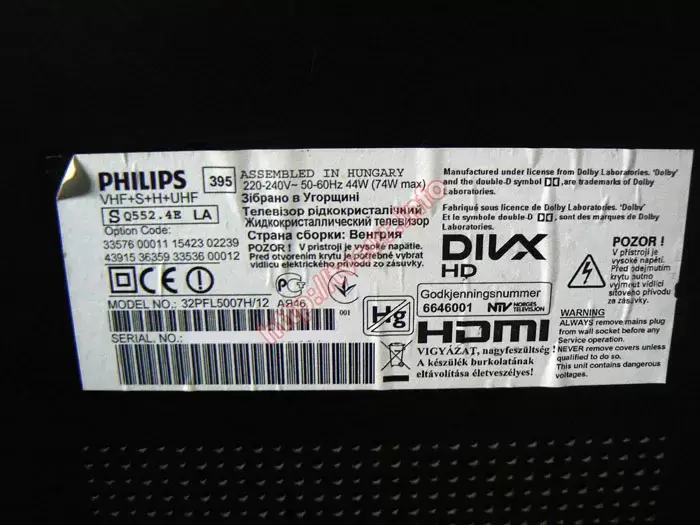 PHILIPS
VHF+S+H+UHF
S Q552.4E LA
Option Code:
33576 00011 15423 02239
43915 36359 33536 00012
395
ASSEMBLED IN HUNGARY
220-240V~ 50-60Hz 44W (74W max)
Зібрано в Угорщині
Телевізор рідкокристалічний
Жидкокристаллический телевизор
Страна сборки: Венгрия
POZOR ! V přístroji je vysoké napětí.
Před otevřením krytu je potřebné vybrat
vidlici elektrického přívodu ze zásuvky.
MODEL NO.: 32PFL5007H/12 АЯ46
001
SERIAL NO.:
Hg
Manufactured under license from Dolby Laboratories. 'Dolby'
and the double-D symbol DD ,are trademarks of Dolby
Laboratories.
Fabriqué sous licence de Dolby Laboratories. 'Dolby'
Et le symbole double-D DD , sont des marques de Dolby
Laboratories.
DIVX
HD
Godkjenningsnummer
6646001
NTV NORGES
TELEVISION
HDMI
VIGYÁZAT, nagyfeszültség !
A készülék burkolatának
eltávolítása életveszélyes!
POZOR !
V přístroji je
vysoké napětí.
Před odejmutím
krytu je nutno
vyjmout vidlici
síťového přívodu
ze zásuvky.
WARNING
ALWAYS remove mains plug
from wall socket before any
Service operation.
NEVER remove covers unless
qualified to do so.
This unit contains dangerous
voltages.